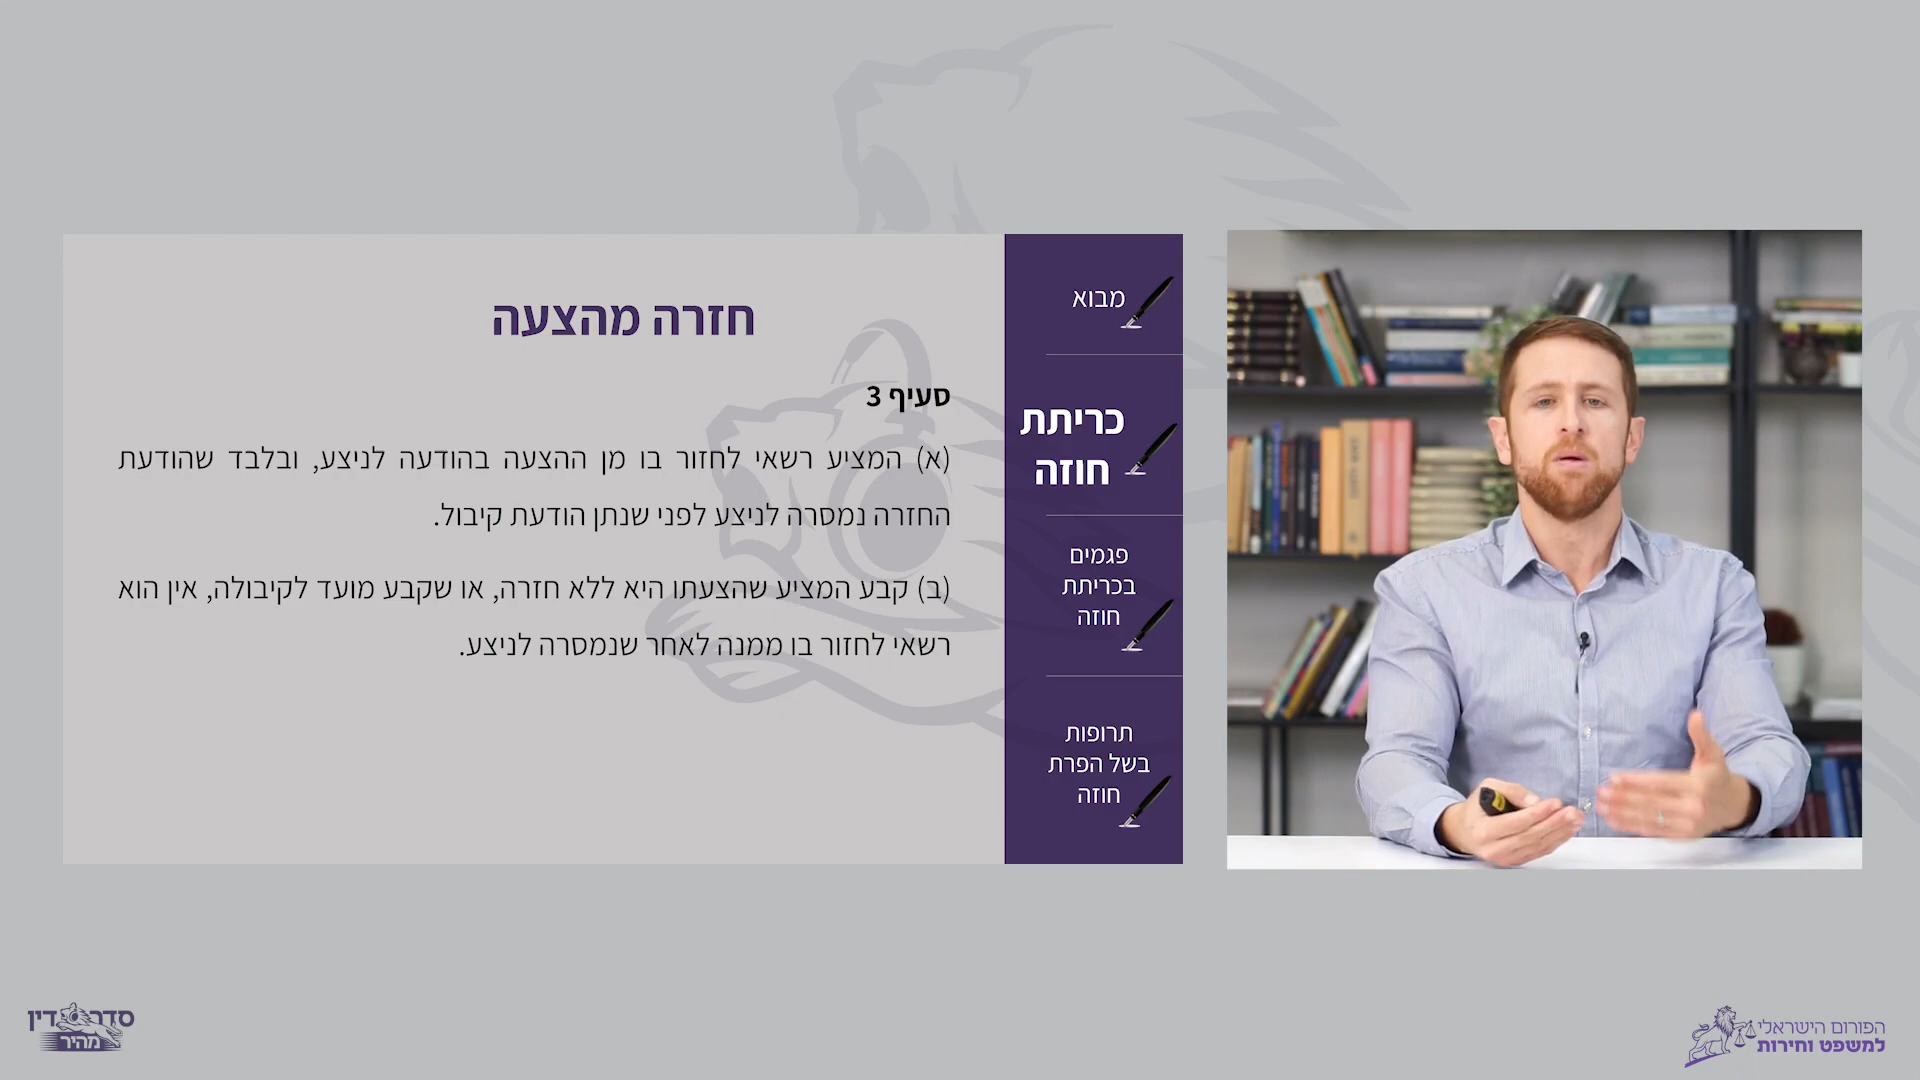 חזרה מהצעה
סעיף 3
(א) המציע רשאי לחזור בו מן ההצעה בהודעה לניצע, ובלבד שהודעת
החזרה נמסרה לניצע לפני שנתן הודעת קיבול.
(ב) קבע המציע שהצעתו היא ללא חזרה, או שקבע מועד לקיבולה, אין הוא
רשאי לחזור בו ממנה לאחר שנמסרה לניצע.
מבוא
כריתת
חוזה
פגמים
בכריתת
חוזה
תרופות
בשל הפרת
חוזה
סדר דין
מהיר
הפורום הישראלי
למשפט וחירות